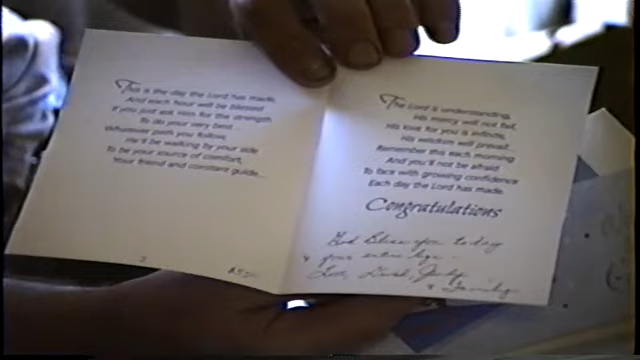 This is the day the Lord has made,
And each hour will be blessed
If you just ask Him for the strength
To do your very best...
Whatever path you follow,
He'll be walking by your side
To be your source of comfort,
Your friend and constant guide...
The Lord is understanding,
His mercy will not fail,
His love for you is infinite,
His wisdom will prevail...
Remember this each morning
And you'll not be afraid
To face with growing confidence
Each day the Lord has made.
Congratulations
God Bless you today
& your entire life -
Love, Judy
& Family